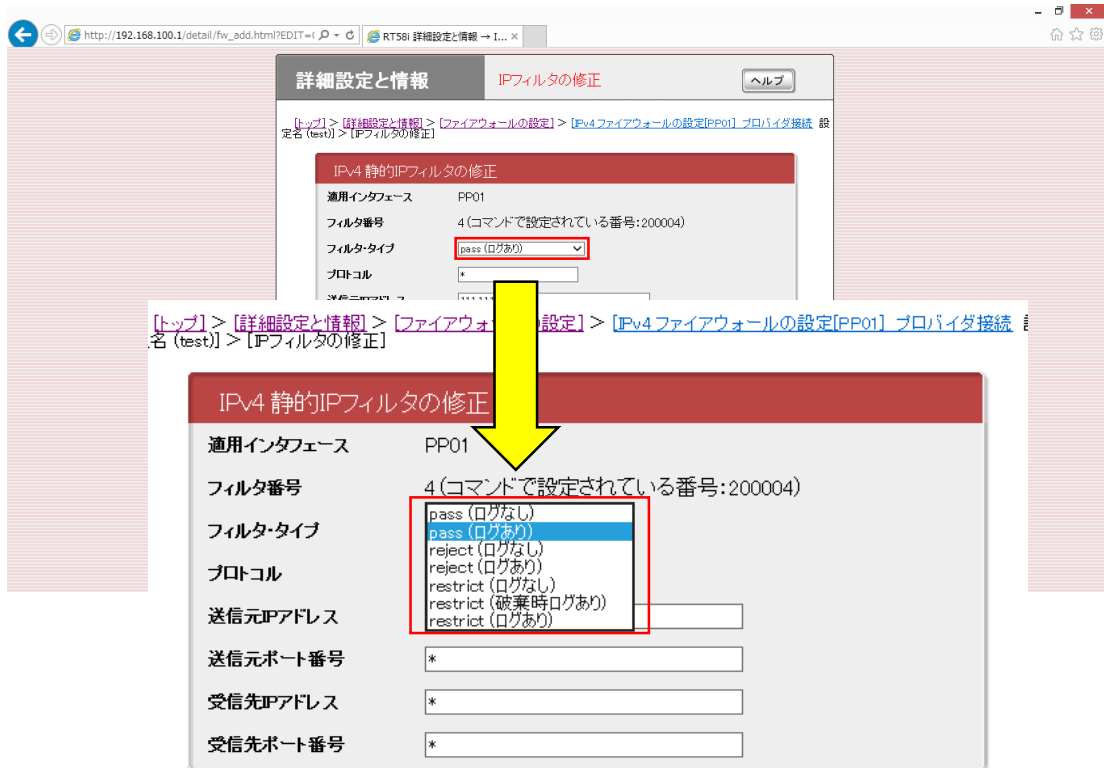 http://192.168.100.1/detail/fw_add.html?EDIT=(
RT58i 詳細設定と情報 → I...
詳細設定と情報
IPフィルタの修正
ヘルプ
[トップ] > [詳細設定と情報] > [ファイアウォールの設定] > [IPv4 ファイアウォールの設定[PP01] プロバイダ接続 設
定名 (test)] > [IPフィルタの修正]
IPv4 静的IPフィルタの修正
適用インタフェース PP01
フィルタ番号 4 (コマンドで設定されている番号:200004)
フィルタ・タイプ pass (ログあり)
プロトコル *
[トップ] > [詳細設定と情報] > [ファイアウォ 設定] > [IPv4 ファイアウォールの設定[PP01] プロバイダ接続
名 (test)] > [IPフィルタの修正]
IPv4 静的IPフィルタの修正
適用インタフェース PP01
フィルタ番号 4 (コマンドで設定されている番号:200004)
フィルタ・タイプ
pass (ログなし)
pass (ログあり)
reject (ログなし)
reject (ログあり)
restrict (ログなし)
restrict (破棄時ログあり)
restrict (ログあり)
プロトコル
送信元IPアドレス
送信元ポート番号 *
受信先IPアドレス *
受信先ポート番号 *